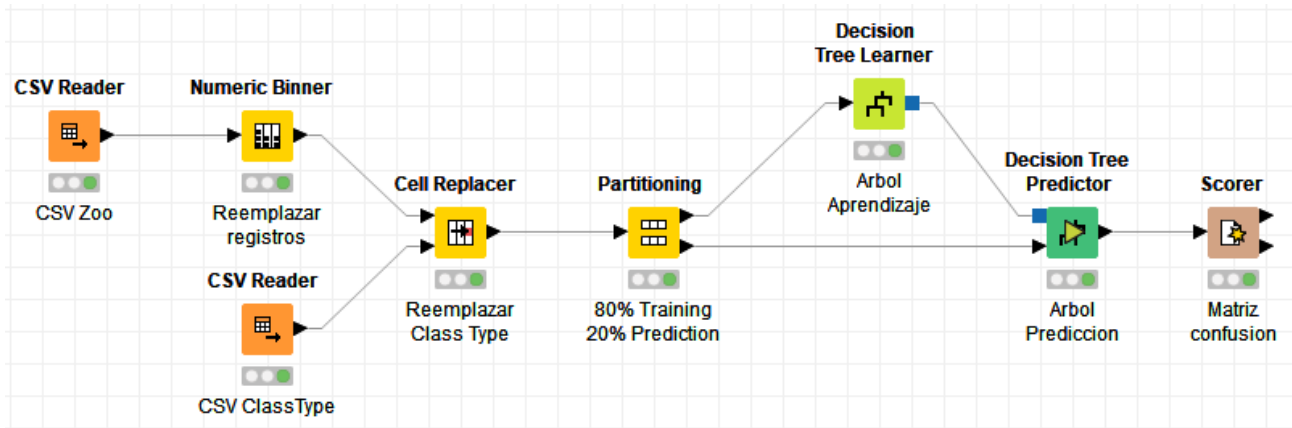 CSV Reader
CSV Zoo
Numeric Binner
Reemplazar
registros
CSV Reader
CSV ClassType
Cell Replacer
Reemplazar
Class Type
Partitioning
80% Training
20% Prediction
Decision
Tree Learner
Arbol
Aprendizaje
Decision Tree
Predictor
Arbol
Prediccion
Scorer
Matriz
confusion